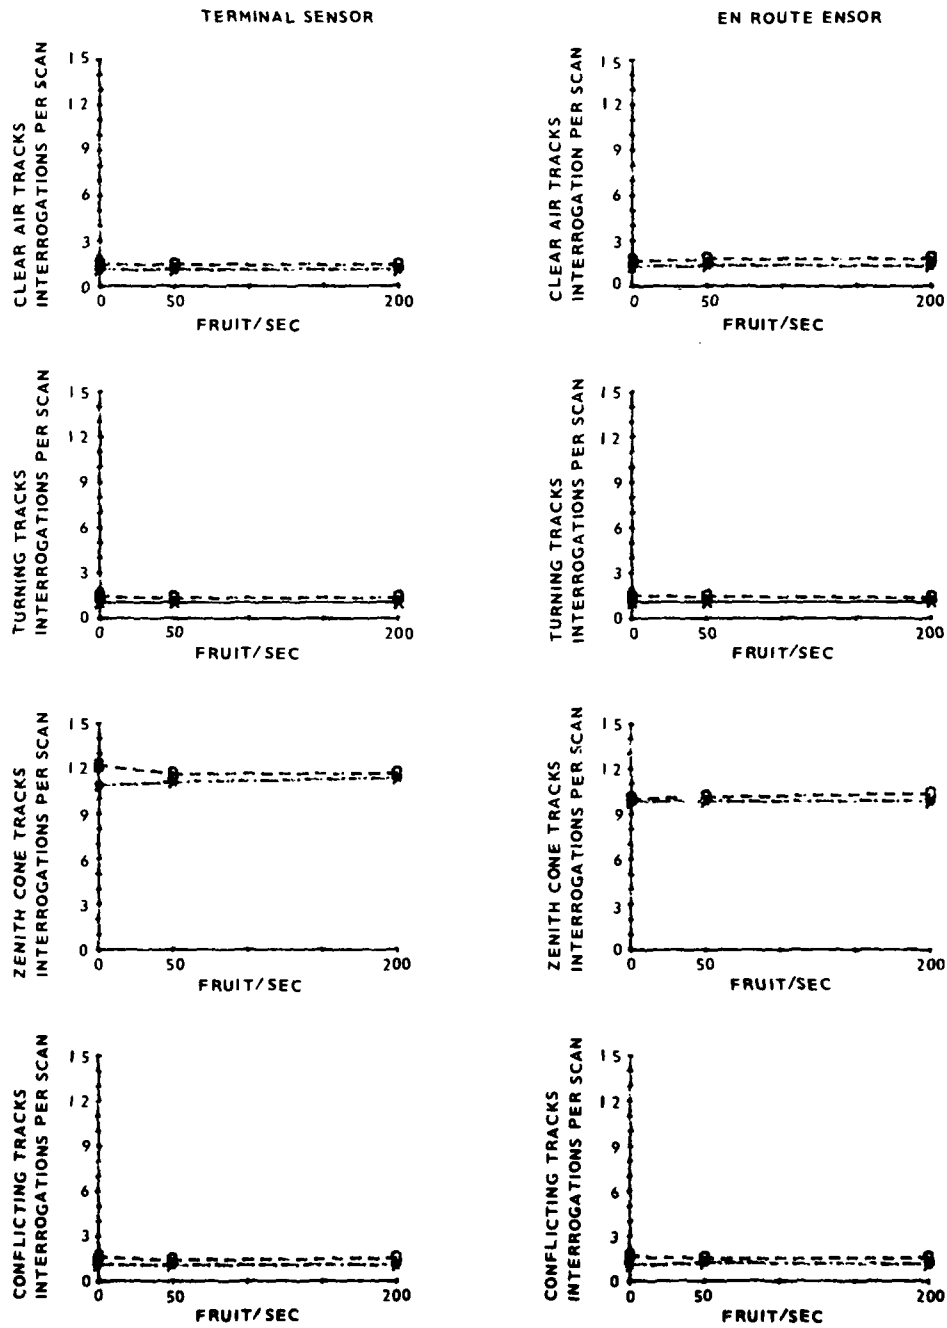 TERMINAL SENSOR
EN ROUTE ENSOR
CLEAR AIR TRACKS
INTERROGATIONS PER SCAN
15
12
9
6
3
0
0 50 200
FRUIT/SEC
CLEAR AIR TRACKS
INTERROGATION PER SCAN
15
12
9
6
3
0
0 50 200
FRUIT/SEC
TURNING TRACKS
INTERROGATIONS PER SCAN
15
12
9
6
3
0
0 50 200
FRUIT/SEC
TURNING TRACKS
INTERROGATIONS PER SCAN
15
12
9
6
3
0
0 50 200
FRUIT/SEC
ZENITH CONE TRACKS
INTERROGATIONS PER SCAN
15
12
9
6
3
0
0 50 200
FRUIT/SEC
ZENITH CONE TRACKS
INTERROGATIONS PER SCAN
15
12
9
6
3
0
0 50 200
FRUIT/SEC
CONFLICTING TRACKS
INTERROGATIONS PER SCAN
15
12
9
6
3
0
0 50 200
FRUIT/SEC
CONFLICTING TRACKS
INTERROGATIONS PER SCAN
15
12
9
6
3
0
0 50 200
FRUIT/SEC